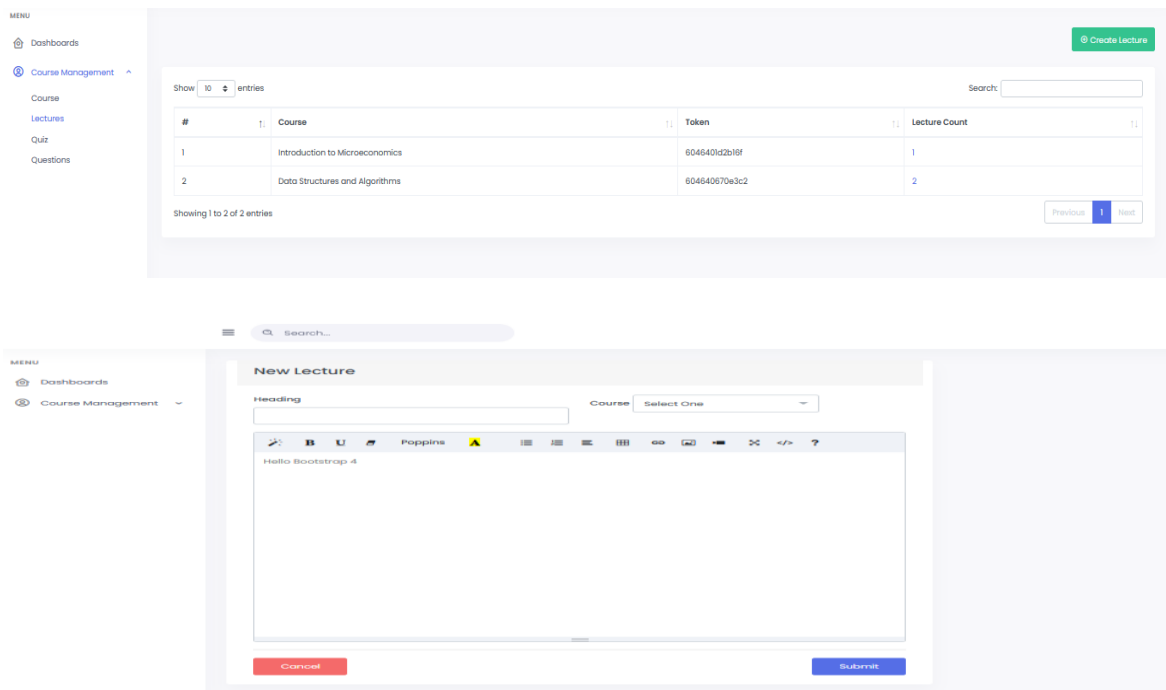 MENU
Dashboards
Course Management
Course
Lectures
Quiz
Questions
Create Lecture
Show 10 entries
Search:
# Course Token Lecture Count
1 Introduction to Microeconomics 6046401d2b16f 1
2 Data Structures and Algorithms 604640670e3c2 2
Showing 1 to 2 of 2 entries
Previous 1 Next
Search...
MENU
Dashboards
Course Management
New Lecture
Heading
Course Select One
B U Poppins A </> ?
Hello Bootstrap 4
Cancel
Submit